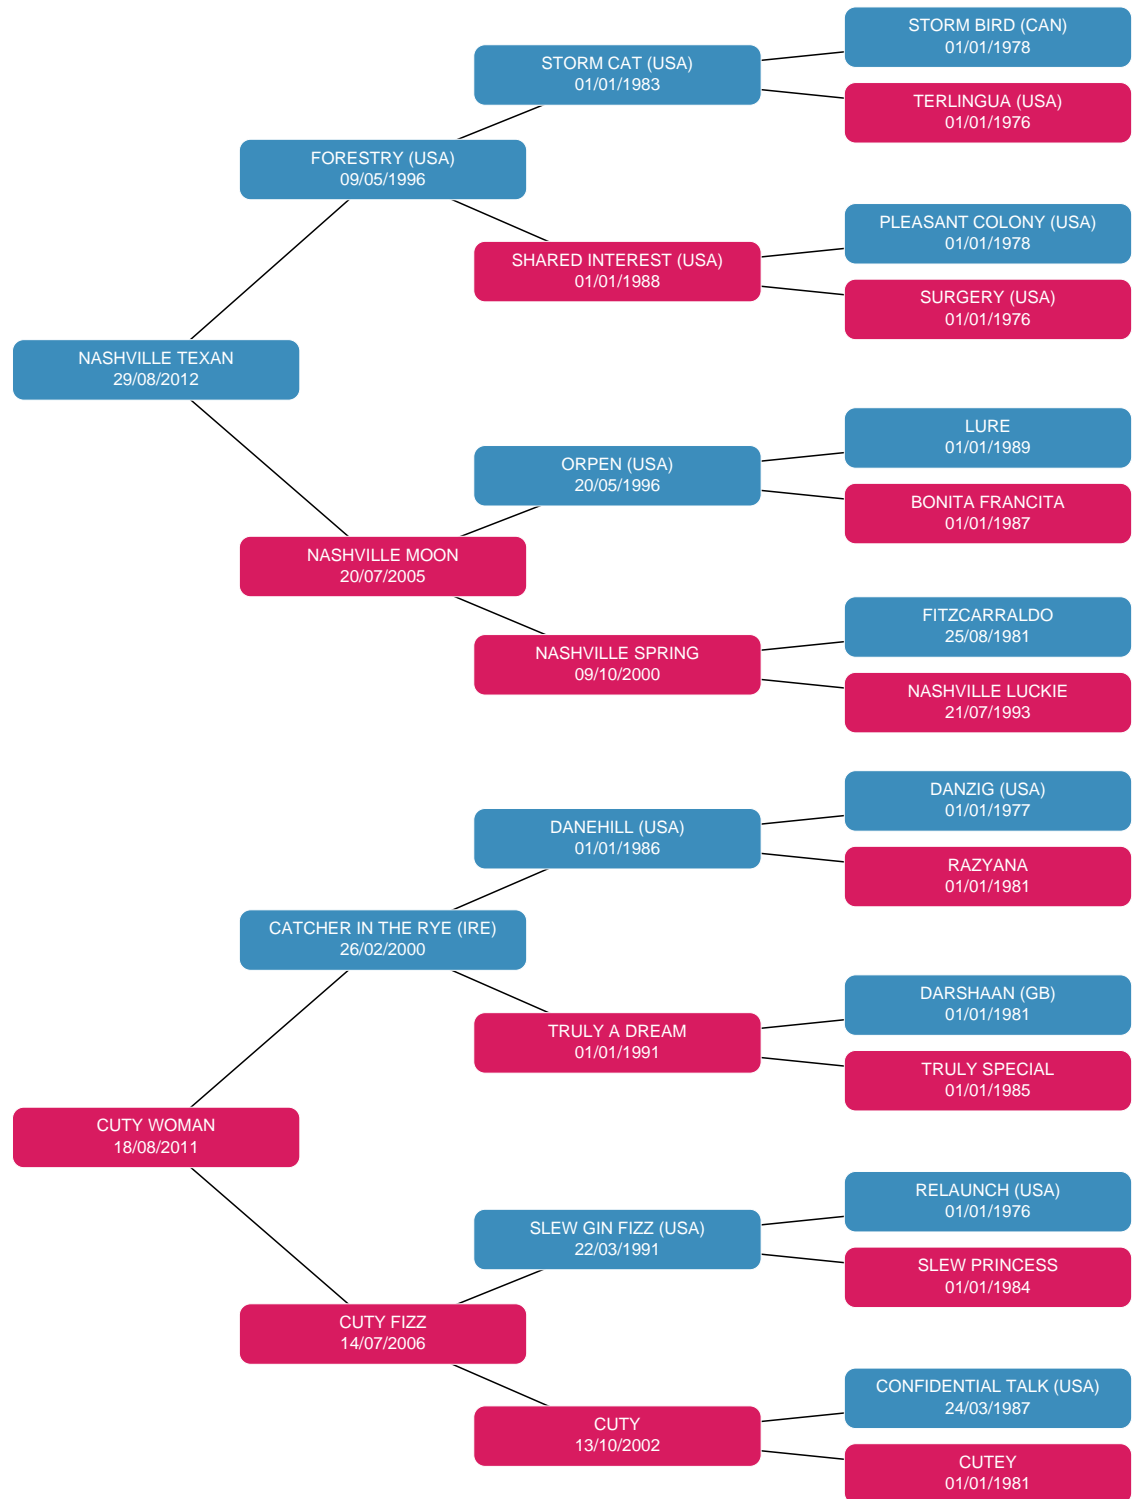 STORM BIRD (CAN)
01/01/1978
STORM CAT (USA)
01/01/1983
TERLINGUA (USA)
01/01/1976
FORESTRY (USA)
09/05/1996
PLEASANT COLONY (USA)
01/01/1978
SHARED INTEREST (USA)
01/01/1988
SURGERY (USA)
01/01/1976
NASHVILLE TEXAN
29/08/2012
LURE
01/01/1989
ORPEN (USA)
20/05/1996
BONITA FRANCITA
01/01/1987
NASHVILLE MOON
20/07/2005
FITZCARRALDO
25/08/1981
NASHVILLE SPRING
09/10/2000
NASHVILLE LUCKIE
21/07/1993
DANZIG (USA)
01/01/1977
DANEHILL (USA)
01/01/1986
RAZYANA
01/01/1981
CATCHER IN THE RYE (IRE)
26/02/2000
DARSHAAN (GB)
01/01/1981
TRULY A DREAM
01/01/1991
TRULY SPECIAL
01/01/1985
CUTY WOMAN
18/08/2011
RELAUNCH (USA)
01/01/1976
SLEW GIN FIZZ (USA)
22/03/1991
SLEW PRINCESS
01/01/1984
CUTY FIZZ
14/07/2006
CONFIDENTIAL TALK (USA)
24/03/1987
CUTY
13/10/2002
CUTEY
01/01/1981